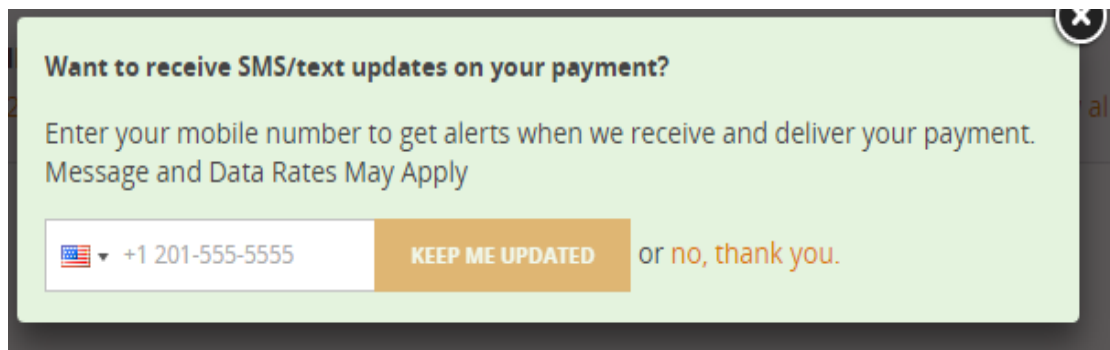 Want to receive SMS/text updates on your payment?
Enter your mobile number to get alerts when we receive and deliver your payment.
Message and Data Rates May Apply
+1 201-555-5555 KEEP ME UPDATED or no, thank you.